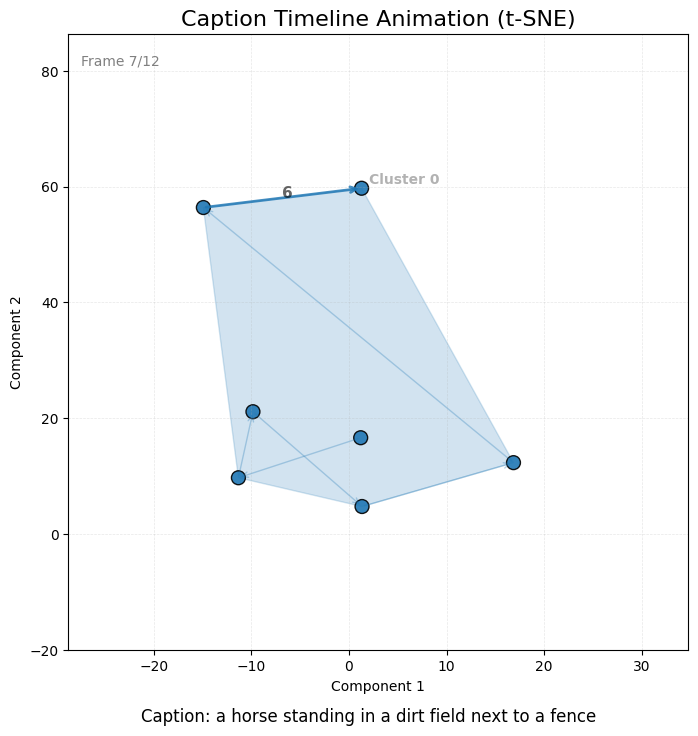 Caption Timeline Animation (t-SNE)
Frame 7/12
80
60
40
20
0
−20
Component 2
6
Cluster 0
−20
−10
0
10
20
30
Component 1
Caption: a horse standing in a dirt field next to a fence